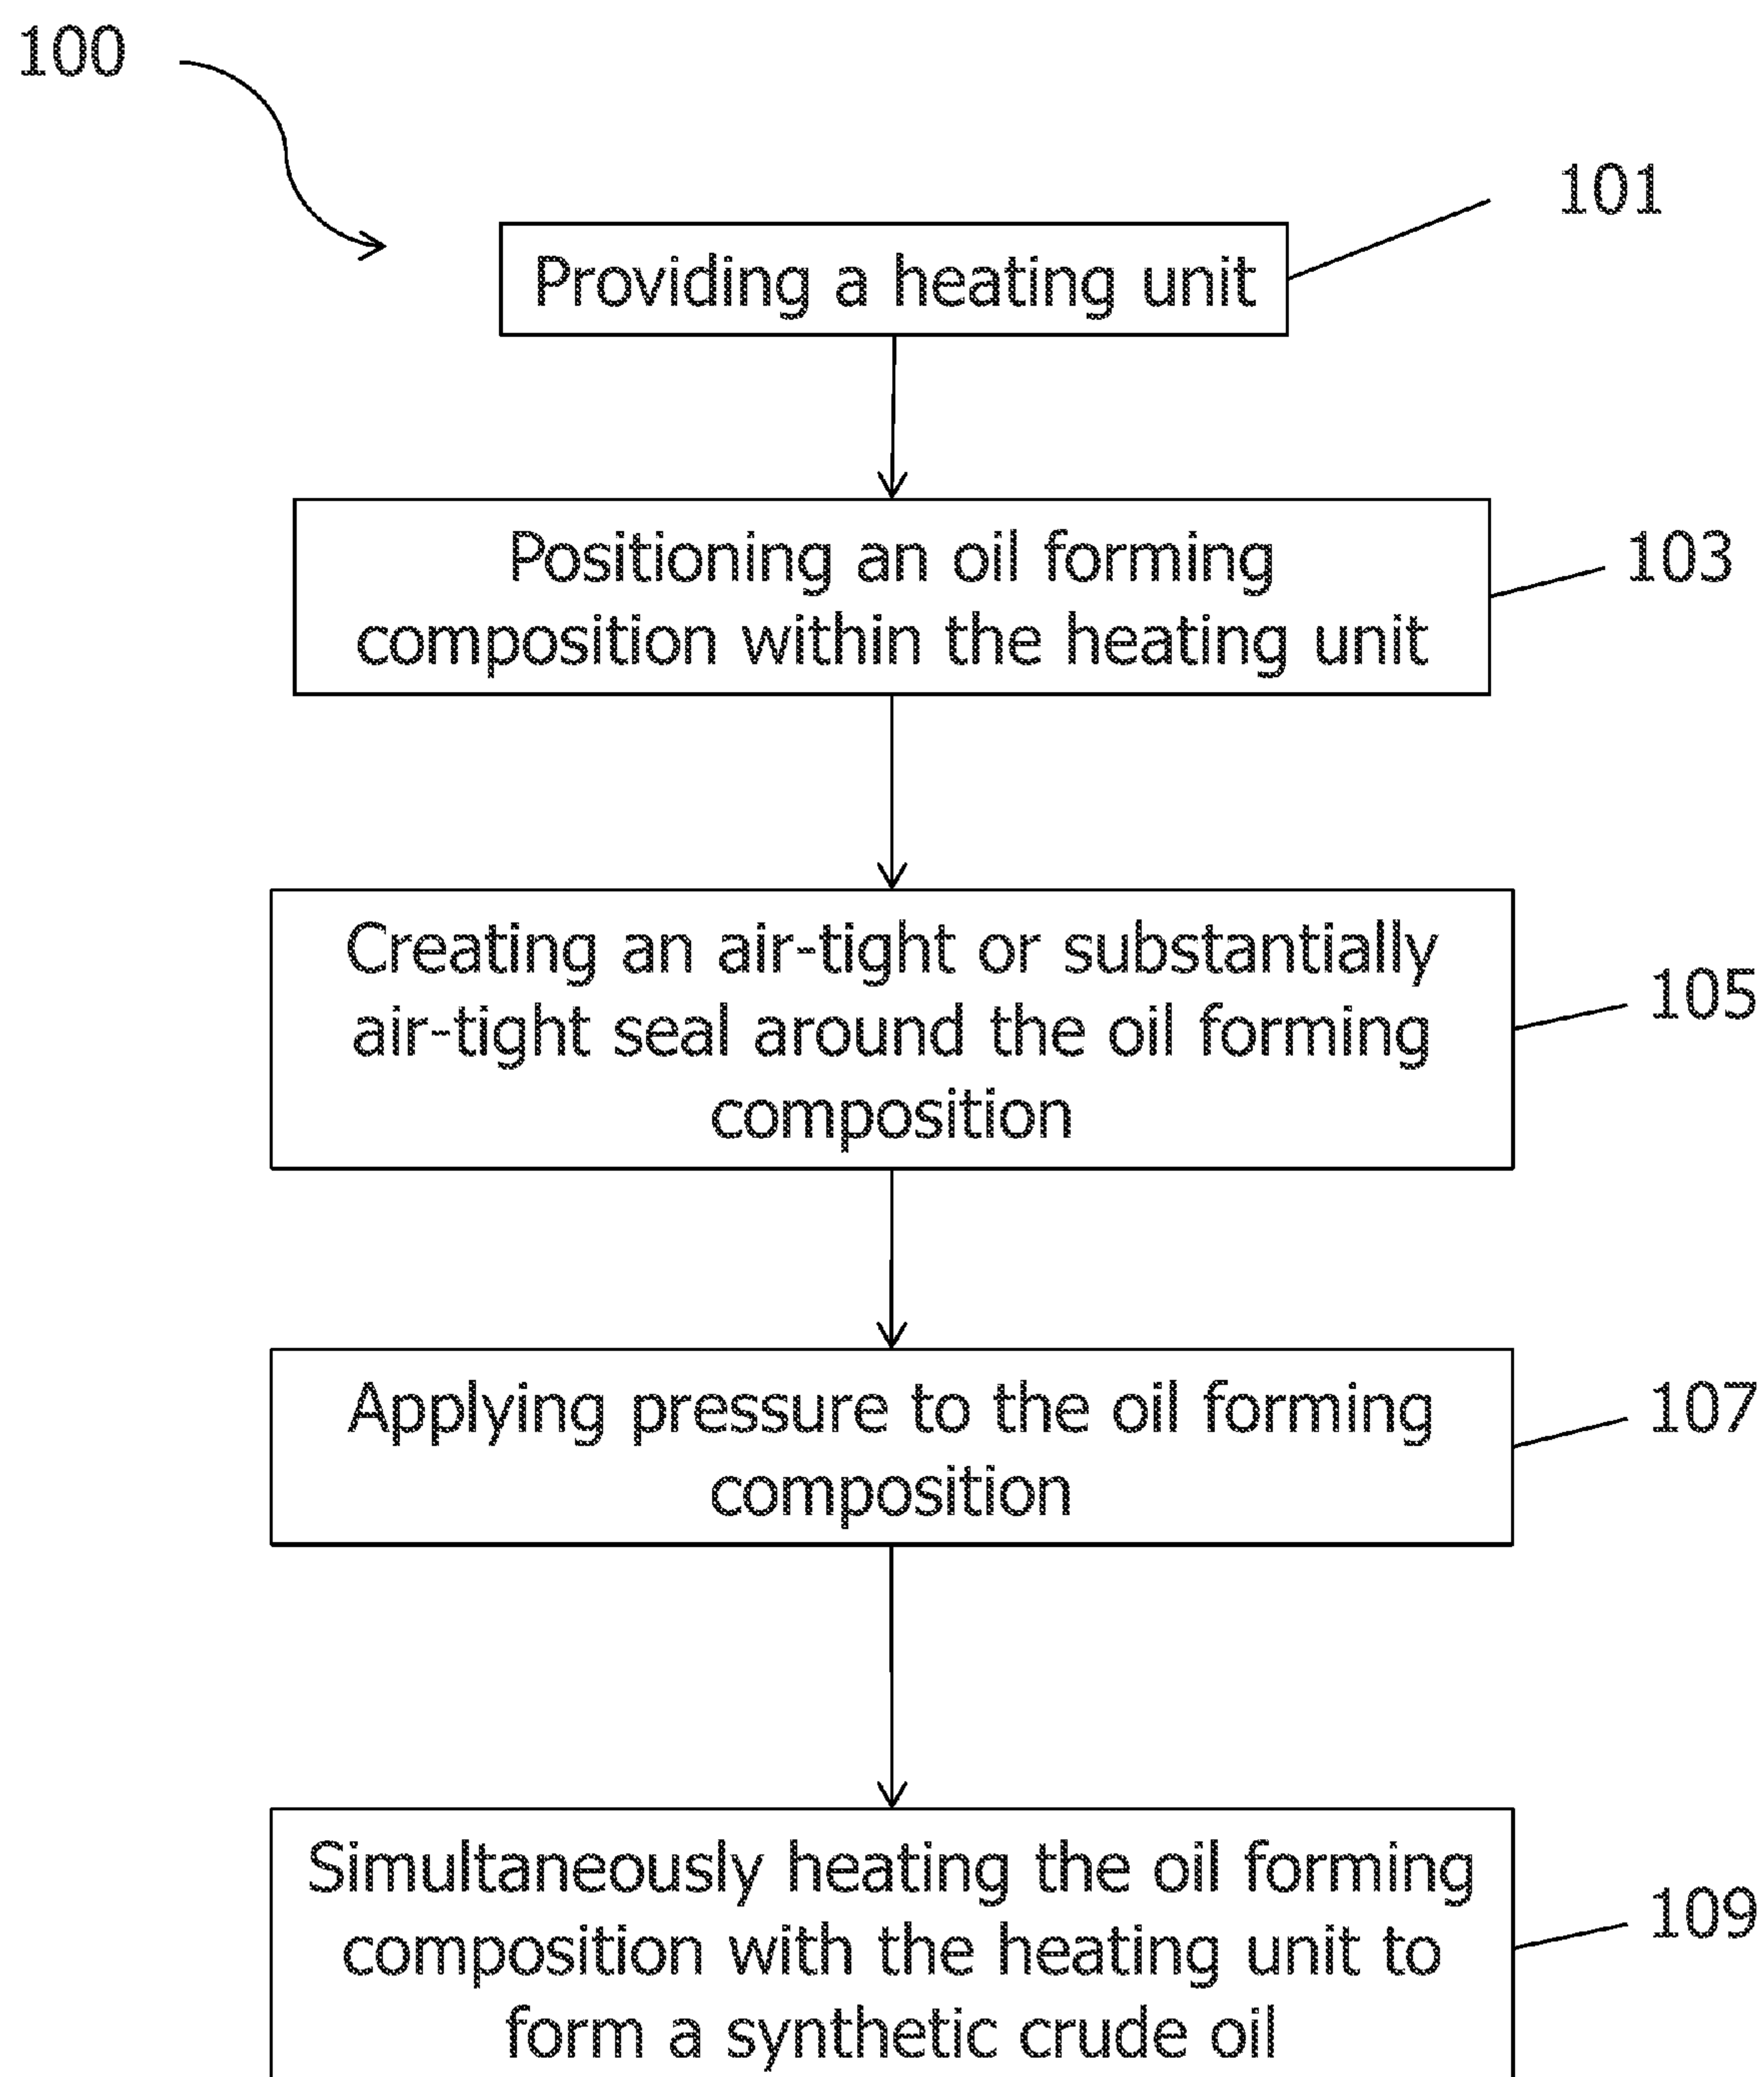 100
101
Providing a heating unit
Positioning an oil forming
composition within the heating unit
103
Creating an air-tight or substantially
air-tight seal around the oil forming
composition
105
Applying pressure to the oil forming
composition
107
Simultaneously heating the oil forming
composition with the heating unit to
form a synthetic crude oil
109